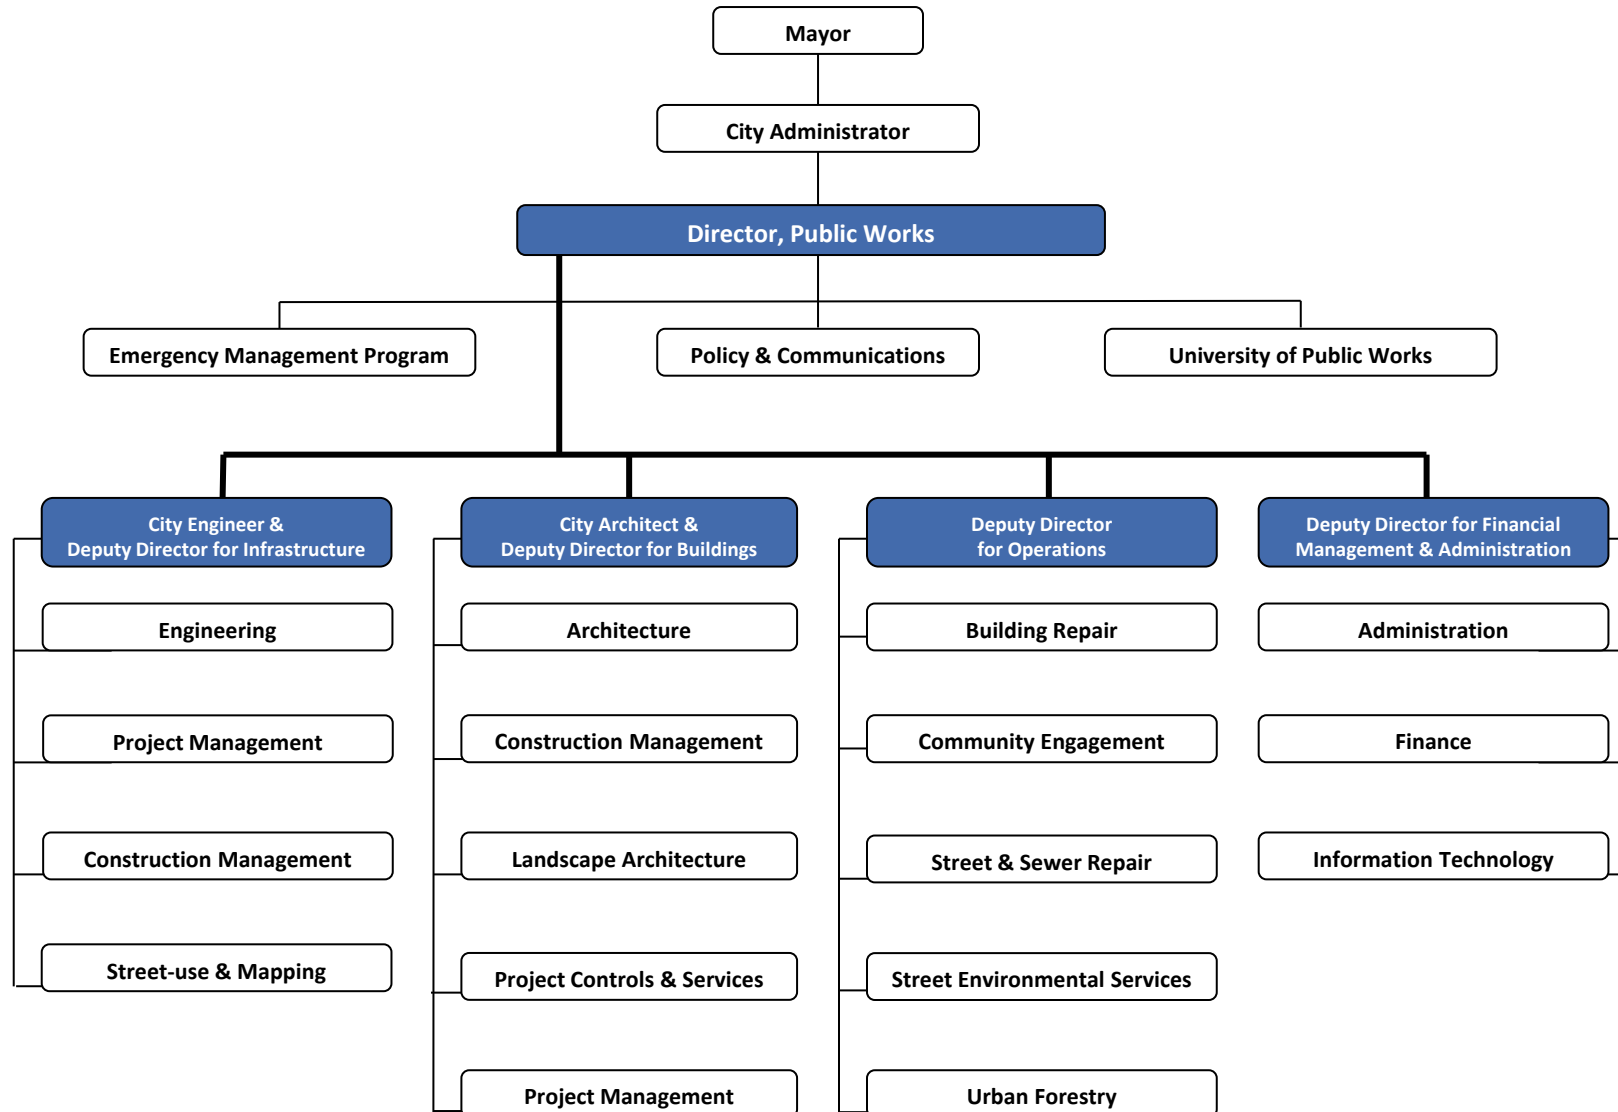 Mayor
City Administrator
Director, Public Works
Emergency Management Program
Policy & Communications
University of Public Works
City Engineer &
Deputy Director for Infrastructure
City Architect &
Deputy Director for Buildings
Deputy Director
for Operations
Deputy Director for Financial
Management & Administration
Engineering
Architecture
Building Repair
Administration
Project Management
Construction Management
Community Engagement
Finance
Construction Management
Landscape Architecture
Street & Sewer Repair
Information Technology
Street-use & Mapping
Project Controls & Services
Street Environmental Services
Project Management
Urban Forestry